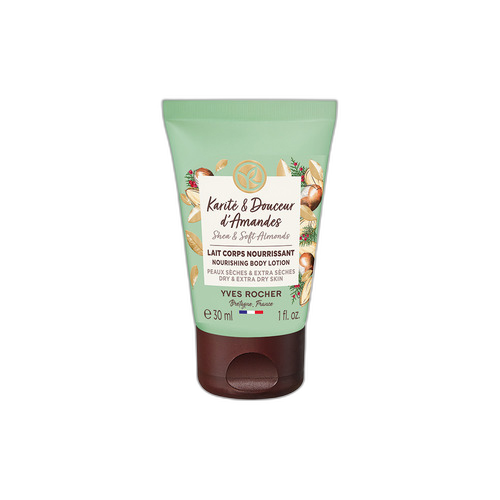 Karité & Douceur
d'Amandes
Shea & Soft Almonds
LAIT CORPS NOURRISSANT
NOURISHING BODY LOTION
PEAUX SÈCHES & EXTRA SÈCHES
DRY & EXTRA DRY SKIN
YVES ROCHER
Bretagne, France
e 30 ml 1 fl. oz.